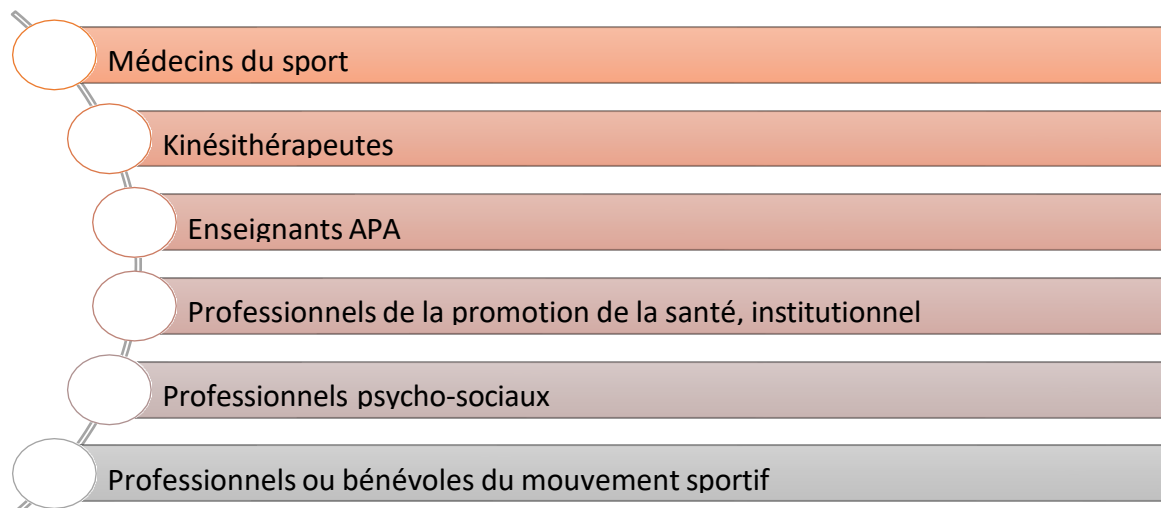 Médecins du sport
Kinésithérapeutes
Enseignants APA
Professionnels de la promotion de la santé, institutionnel
Professionnels psycho-sociaux
Professionnels ou bénévoles du mouvement sportif